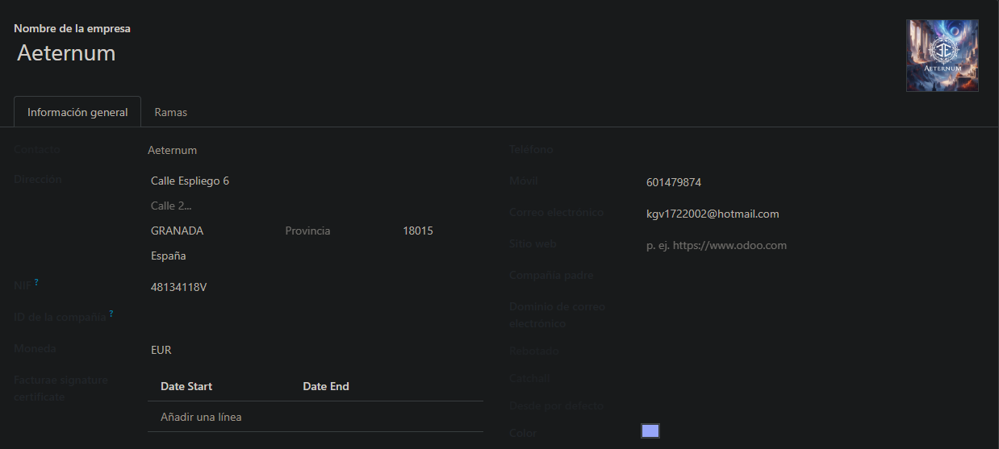 Nombre de la empresa
Aeternum
AETERNUM
Información general
Ramas
Contacto
Aeternum
Dirección
Calle Espliego 6
Calle 2...
GRANADA
Provincia
18015
España
NIF ?
48134118V
ID de la compañía ?
Moneda
EUR
Facturae signature
certificate
Date Start
Date End
Añadir una línea
Teléfono
Móvil
601479874
Correo electrónico
kgv1722002@hotmail.com
Sitio web
p. ej. https://www.odoo.com
Compañía padre
Dominio de correo
electrónico
Rebotado
Catchall
Desde por defecto
Color